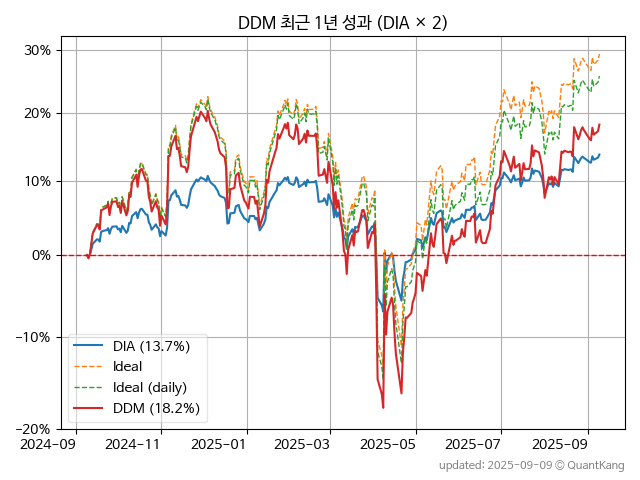 DDM 최근 1년 성과 (DIA × 2)
30%
20%
10%
0%
−10%
−20%
DIA (13.7%)
Ideal
Ideal (daily)
DDM (18.2%)
2024-09
2024-11
2025-01
2025-03
2025-05
2025-07
2025-09
updated: 2025-09-09 © QuantKang